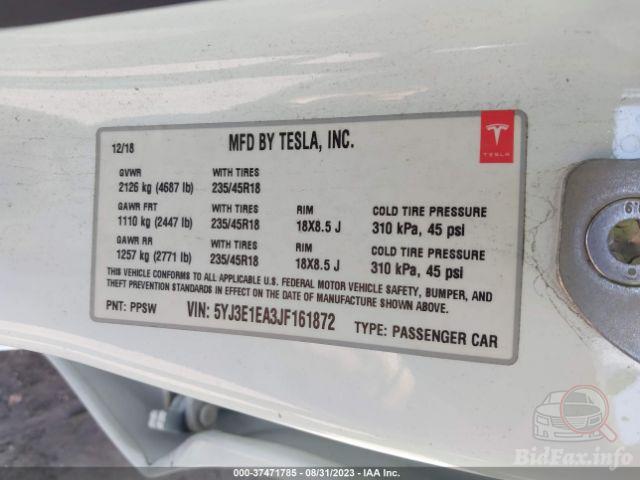 12/18
MFD BY TESLA, INC.
TESLA
GVWR WITH TIRES
2126 kg (4687 lb) 235/45R18
GAWR FRT WITH TIRES RIM COLD TIRE PRESSURE
1110 kg (2447 lb) 235/45R18 18X8.5 J 310 kPa, 45 psi
GAWR RR WITH TIRES RIM COLD TIRE PRESSURE
1257 kg (2771 lb) 235/45R18 18X8.5 J 310 kPa, 45 psi
THIS VEHICLE CONFORMS TO ALL APPLICABLE U.S. FEDERAL MOTOR VEHICLE SAFETY, BUMPER, AND
THEFT PREVENTION STANDARDS IN EFFECT ON THE DATE OF MANUFACTURE SHOWN ABOVE.
PNT: PPSW VIN: 5YJ3E1EA3JF161872 TYPE: PASSENGER CAR
BidFax.info
000-37471785 - 08/31/2023 - IAA Inc.